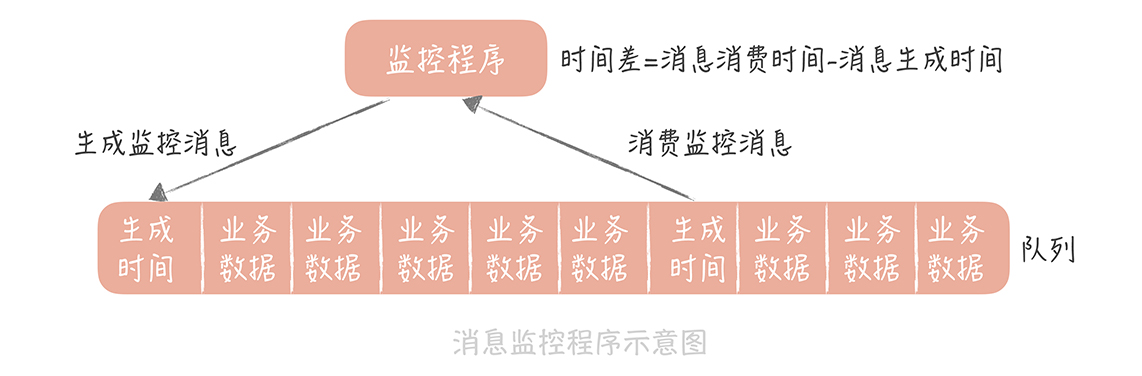 监控程序
时间差=消息消费时间-消息生成时间
生成监控消息
消费监控消息
生成 业务 业务 业务 业务 业务 生成 业务 业务 业务
时间 数据 数据 数据 数据 数据 时间 数据 数据 数据
队列
消息监控程序示意图